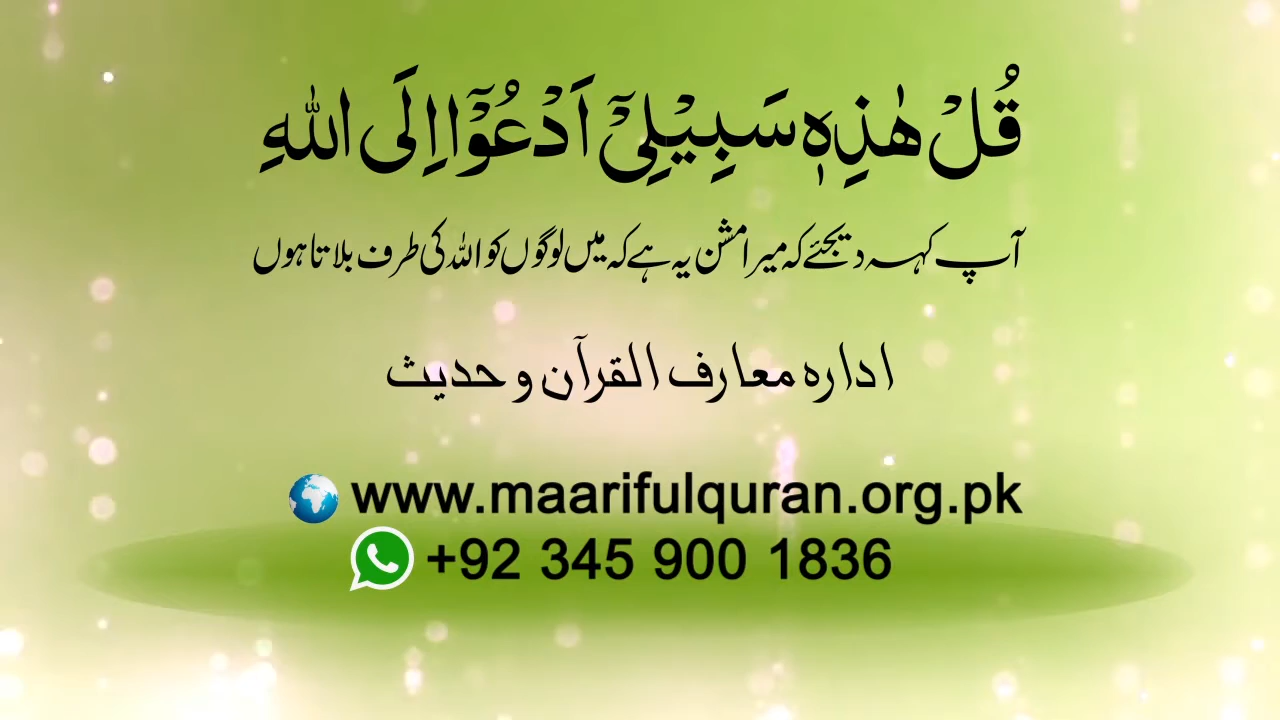 قُلْ هٰذِهٖ سَبِيْلِيْٓ اَدْعُوْٓا اِلَى اللّٰهِ
آپ کہہ دیجئے کہ میرا مشن یہ ہے کہ میں لوگوں کو اللہ کی طرف بلاتا ہوں
ادارہ معارف القرآن و حدیث
www.maarifulquran.org.pk
+92 345 900 1836